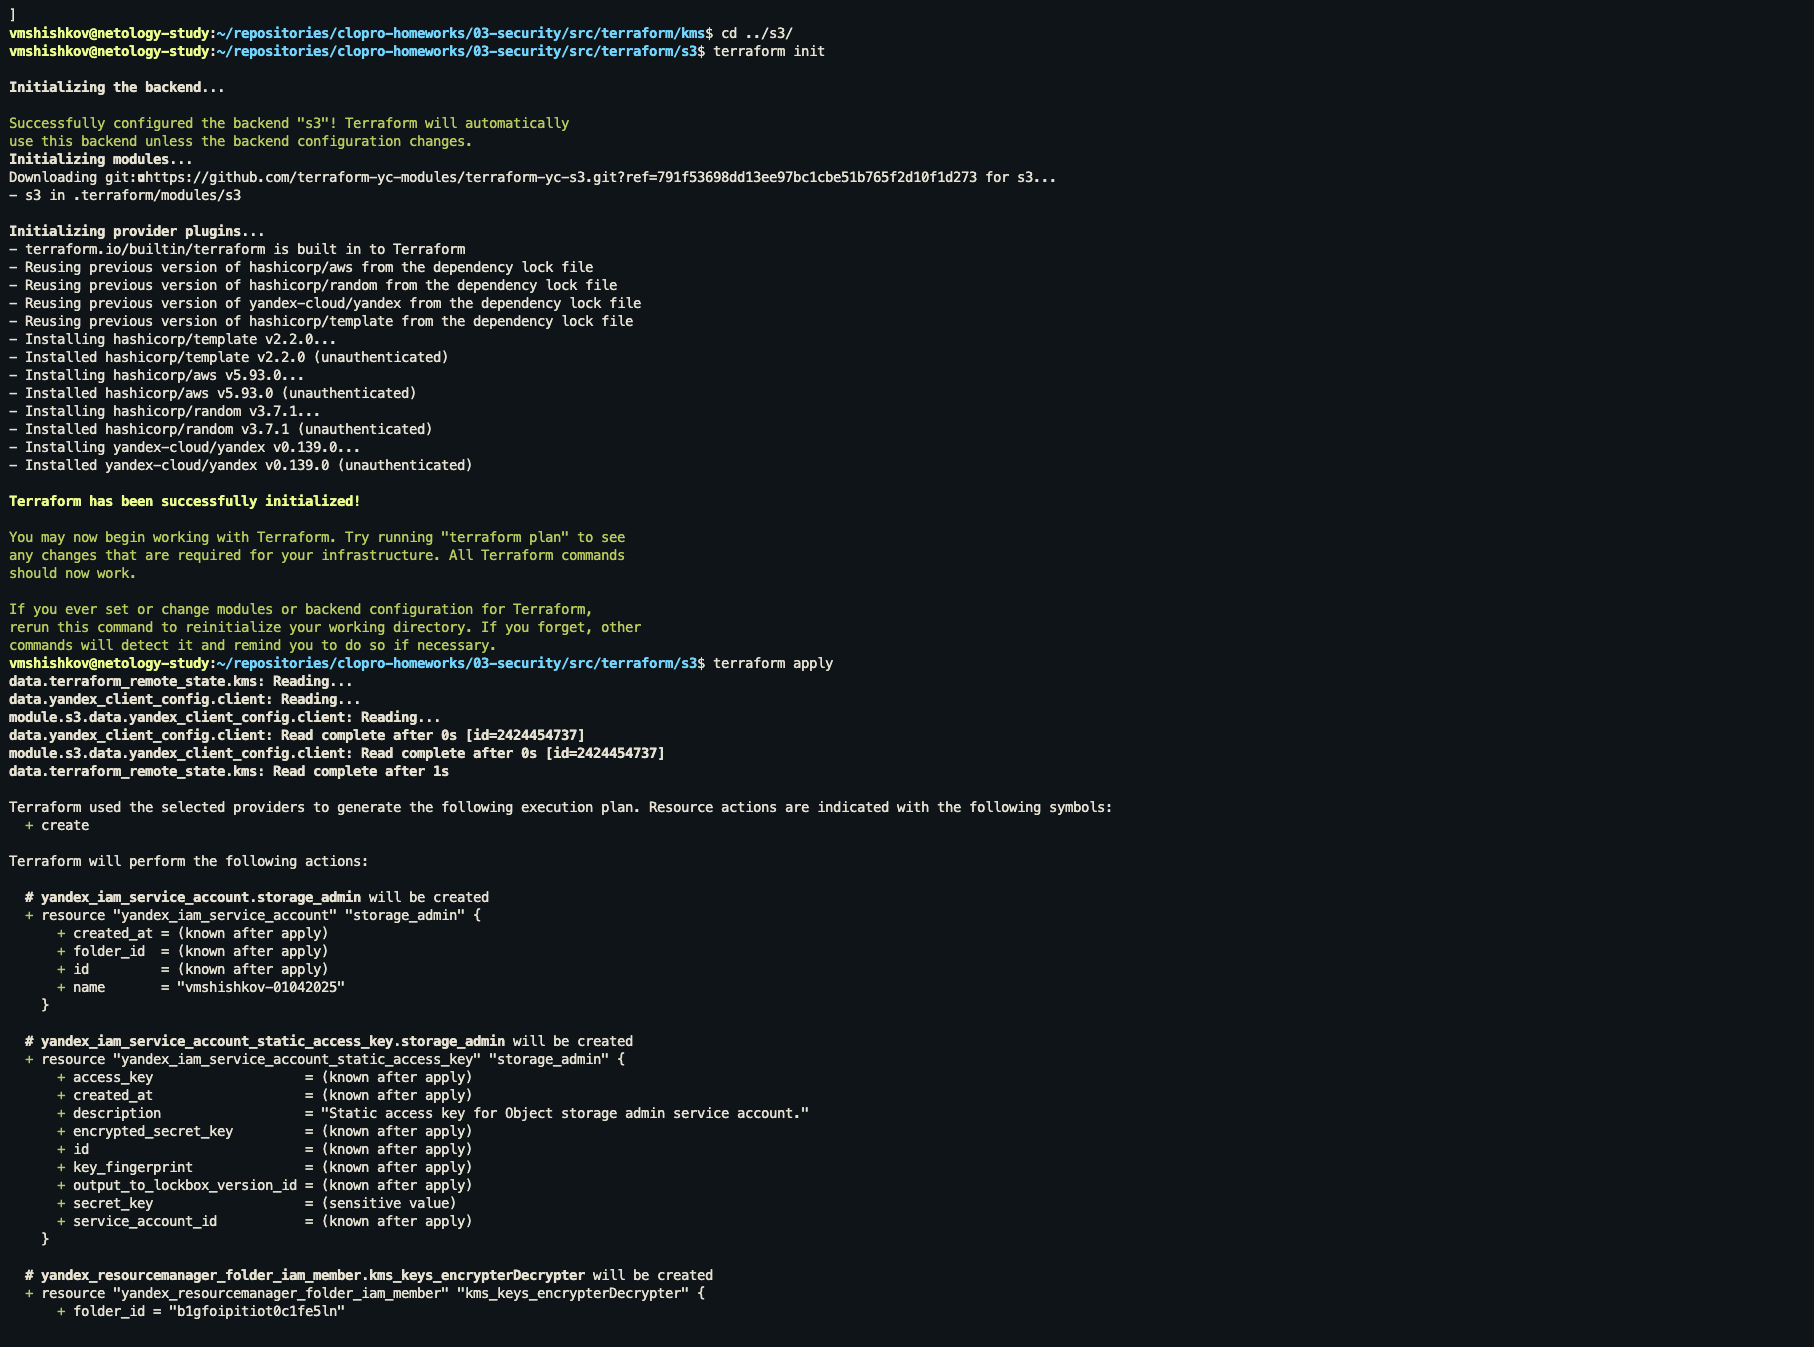 ]
vmshishkov@netology-study:~/repositories/clopro-homeworks/03-security/src/terraform/kms$ cd ../s3/
vmshishkov@netology-study:~/repositories/clopro-homeworks/03-security/src/terraform/s3$ terraform init
Initializing the backend...
Successfully configured the backend "s3"! Terraform will automatically
use this backend unless the backend configuration changes.
Initializing modules...
Downloading git::https://github.com/terraform-yc-modules/terraform-yc-s3.git?ref=791f53698dd13ee97bc1cbe51b765f2d10f1d273 for s3...
- s3 in .terraform/modules/s3
Initializing provider plugins...
- terraform.io/builtin/terraform is built in to Terraform
- Reusing previous version of hashicorp/aws from the dependency lock file
- Reusing previous version of hashicorp/random from the dependency lock file
- Reusing previous version of yandex-cloud/yandex from the dependency lock file
- Reusing previous version of hashicorp/template from the dependency lock file
- Installing hashicorp/template v2.2.0...
- Installed hashicorp/template v2.2.0 (unauthenticated)
- Installing hashicorp/aws v5.93.0...
- Installed hashicorp/aws v5.93.0 (unauthenticated)
- Installing hashicorp/random v3.7.1...
- Installed hashicorp/random v3.7.1 (unauthenticated)
- Installing yandex-cloud/yandex v0.139.0...
- Installed yandex-cloud/yandex v0.139.0 (unauthenticated)
Terraform has been successfully initialized!
You may now begin working with Terraform. Try running "terraform plan" to see
any changes that are required for your infrastructure. All Terraform commands
should now work.
If you ever set or change modules or backend configuration for Terraform,
rerun this command to reinitialize your working directory. If you forget, other
commands will detect it and remind you to do so if necessary.
vmshishkov@netology-study:~/repositories/clopro-homeworks/03-security/src/terraform/s3$ terraform apply
data.terraform_remote_state.kms: Reading...
data.yandex_client_config.client: Reading...
module.s3.data.yandex_client_config.client: Reading...
data.yandex_client_config.client: Read complete after 0s [id=2424454737]
module.s3.data.yandex_client_config.client: Read complete after 0s [id=2424454737]
data.terraform_remote_state.kms: Read complete after 1s
Terraform used the selected providers to generate the following execution plan. Resource actions are indicated with the following symbols:
+ create
Terraform will perform the following actions:
# yandex_iam_service_account.storage_admin will be created
+ resource "yandex_iam_service_account" "storage_admin" {
+ created_at = (known after apply)
+ folder_id  = (known after apply)
+ id         = (known after apply)
+ name       = "vmshishkov-01042025"
}
# yandex_iam_service_account_static_access_key.storage_admin will be created
+ resource "yandex_iam_service_account_static_access_key" "storage_admin" {
+ access_key                   = (known after apply)
+ created_at                   = (known after apply)
+ description                  = "Static access key for Object storage admin service account."
+ encrypted_secret_key         = (known after apply)
+ id                           = (known after apply)
+ key_fingerprint              = (known after apply)
+ output_to_lockbox_version_id = (known after apply)
+ secret_key                   = (sensitive value)
+ service_account_id           = (known after apply)
}
# yandex_resourcemanager_folder_iam_member.kms_keys_encrypterDecrypter will be created
+ resource "yandex_resourcemanager_folder_iam_member" "kms_keys_encrypterDecrypter" {
+ folder_id = "b1gfoipitiot0c1fe5ln"